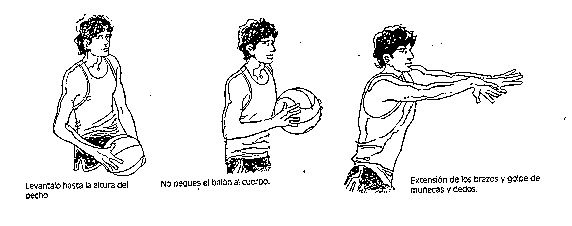 Levantalo hasta la altura del
pecho
No pegues el balón al cuerpo.
Extensión de los brazos y golpe de
muñecas y dedos.